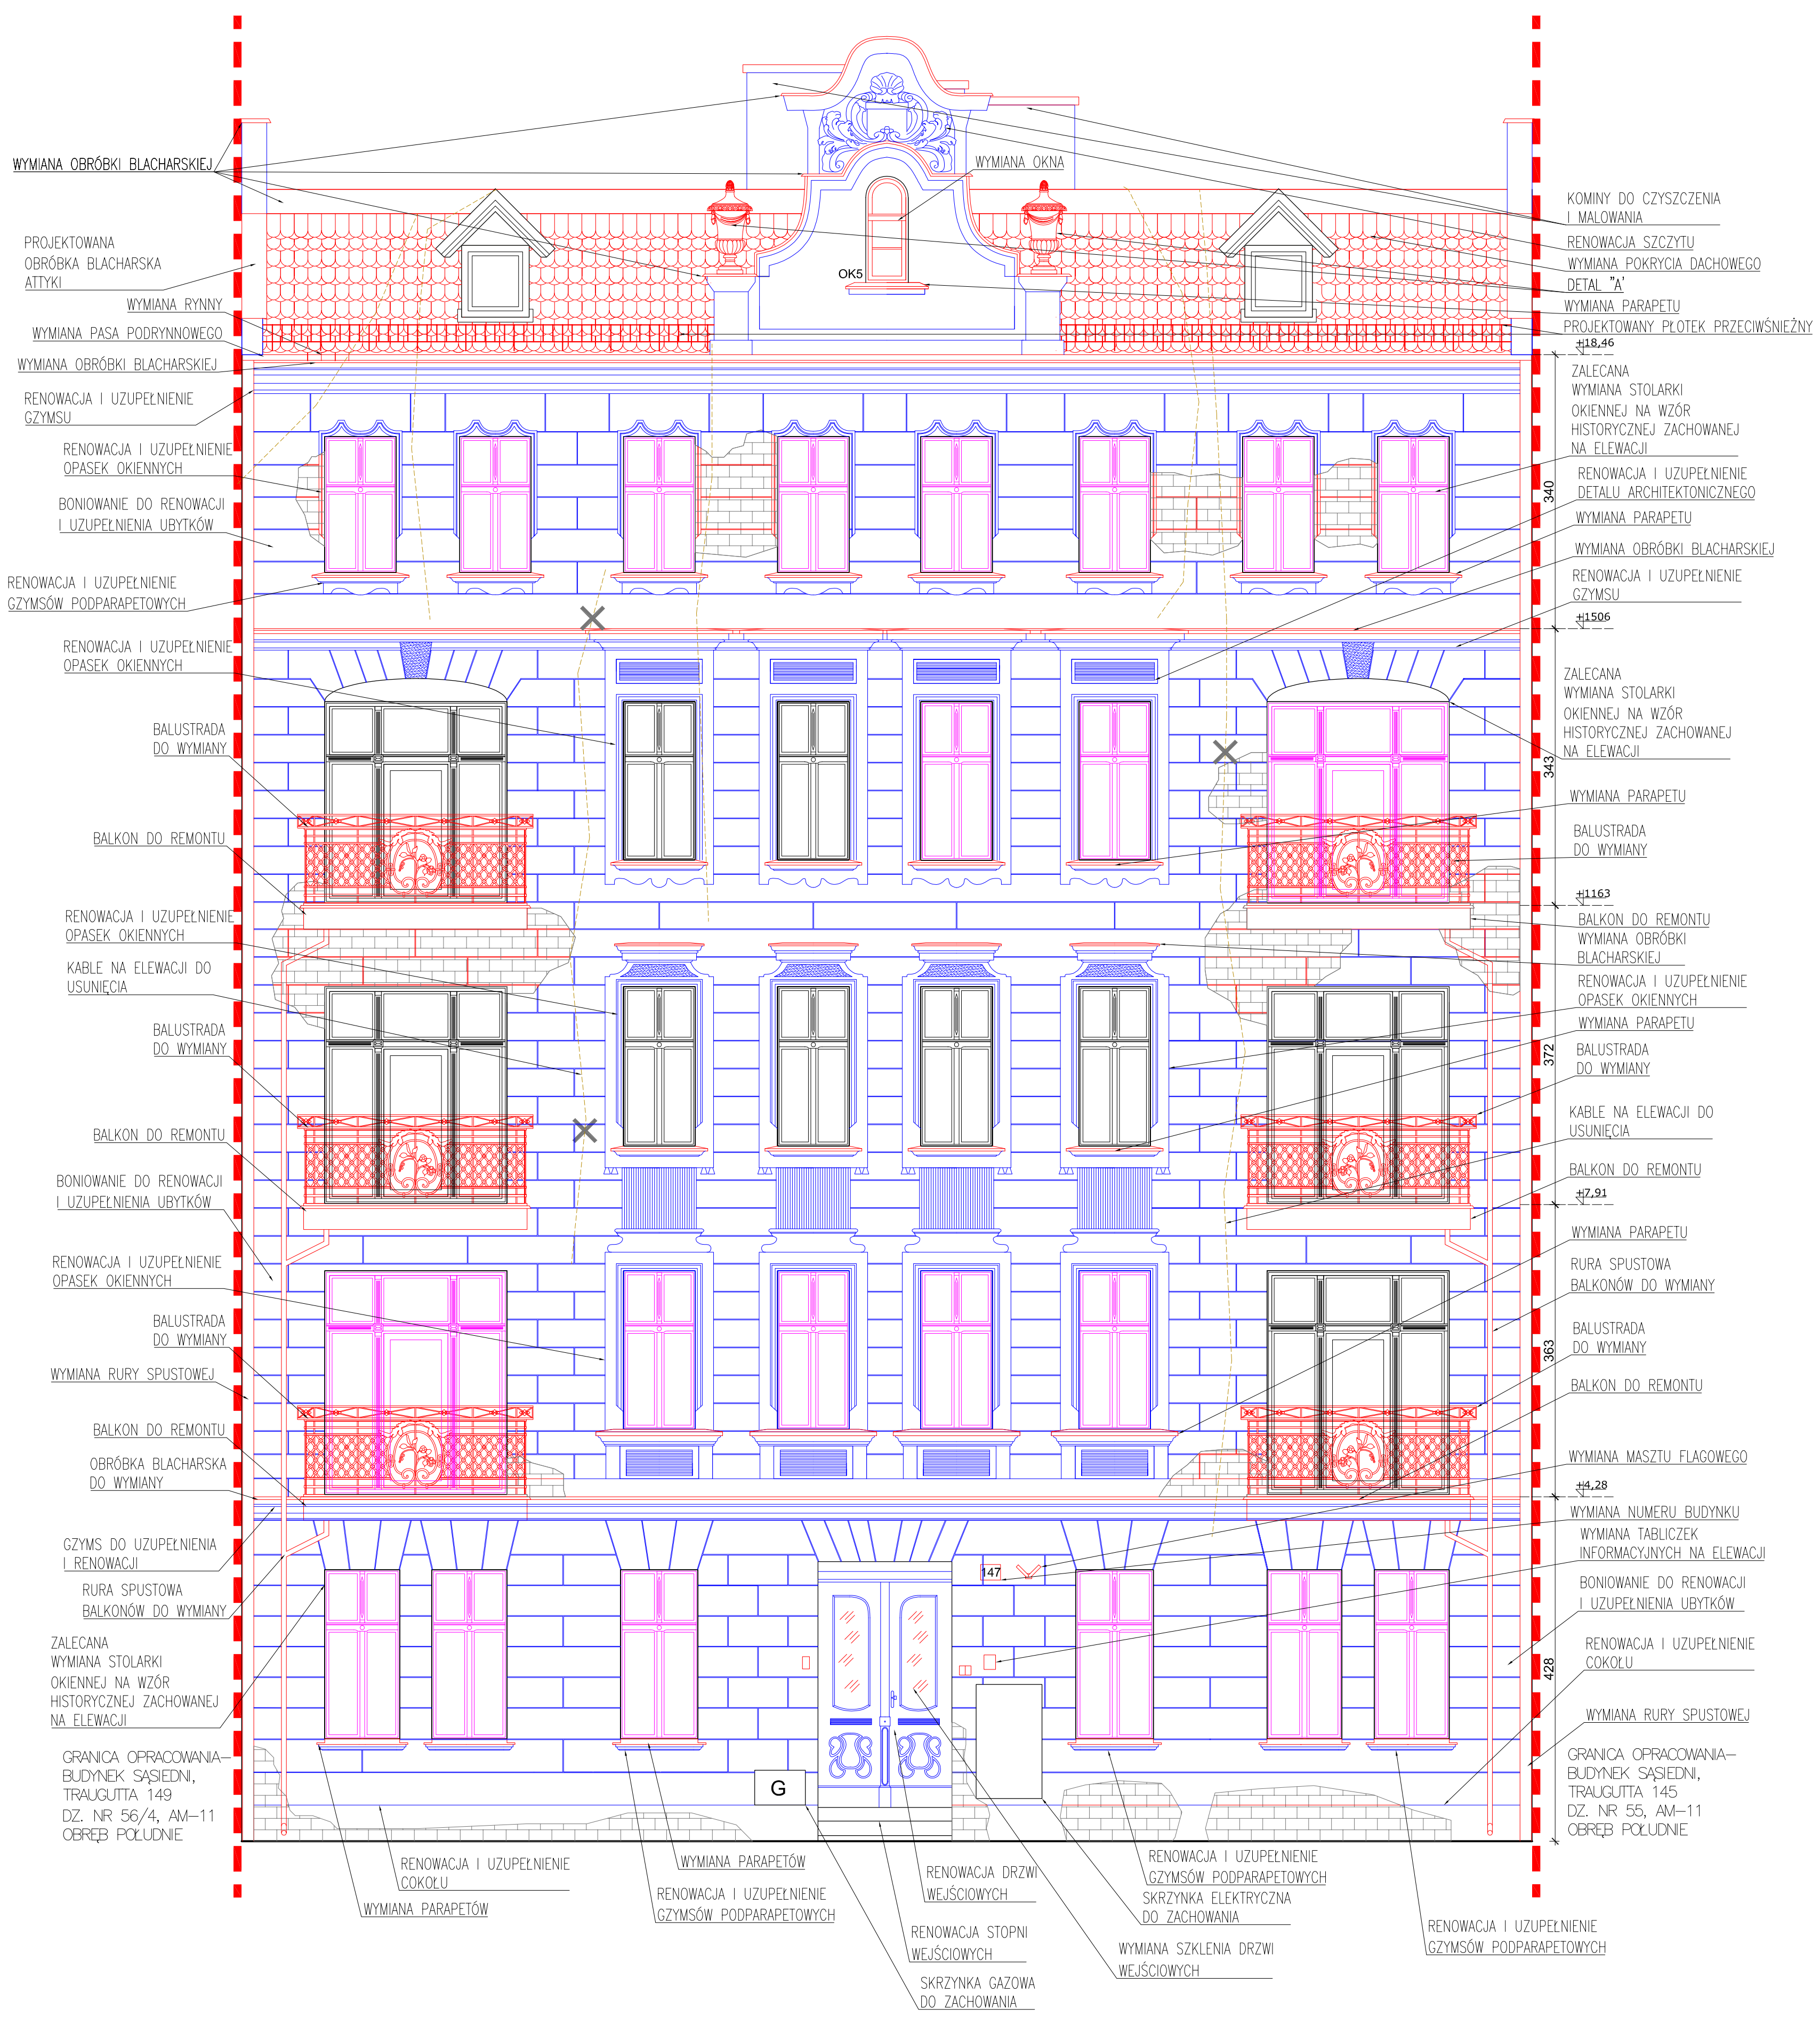 WYMIANA OBRÓBKI BLACHARSKIEJ
PROJEKTOWANA
OBRÓBKA BLACHARSKA
ATTYKI
WYMIANA RYNNY
WYMIANA PASA PODRYNNOWEGO
WYMIANA OBRÓBKI BLACHARSKIEJ
RENOWACJA I UZUPEŁNIENIE
GZYMSU
RENOWACJA I UZUPEŁNIENIE
OPASEK OKIENNYCH
BONIOWANIE DO RENOWACJI
I UZUPEŁNIENIA UBYTKÓW
RENOWACJA I UZUPEŁNIENIE
GZYMSÓW PODPARAPETOWYCH
RENOWACJA I UZUPEŁNIENIE
OPASEK OKIENNYCH
BALUSTRADA
DO WYMIANY
BALKON DO REMONTU
RENOWACJA I UZUPEŁNIENIE
OPASEK OKIENNYCH
KABLE NA ELEWACJI DO
USUNIĘCIA
BALUSTRADA
DO WYMIANY
BALKON DO REMONTU
BONIOWANIE DO RENOWACJI
I UZUPEŁNIENIA UBYTKÓW
RENOWACJA I UZUPEŁNIENIE
OPASEK OKIENNYCH
BALUSTRADA
DO WYMIANY
WYMIANA RURY SPUSTOWEJ
BALKON DO REMONTU
OBRÓBKA BLACHARSKA
DO WYMIANY
GZYMS DO UZUPEŁNIENIA
I RENOWACJI
RURA SPUSTOWA
BALKONÓW DO WYMIANY
ZALECANA
WYMIANA STOLARKI
OKIENNEJ NA WZÓR
HISTORYCZNEJ ZACHOWANEJ
NA ELEWACJI
GRANICA OPRACOWANIA–
BUDYNEK SĄSIEDNI,
TRAUGUTTA 149
DZ. NR 56/4, AM–11
OBRĘB POŁUDNIE
WYMIANA OKNA
OK5
147
G
KOMINY DO CZYSZCZENIA
I MALOWANIA
RENOWACJA SZCZYTU
WYMIANA POKRYCIA DACHOWEGO
DETAL "A'
WYMIANA PARAPETU
PROJEKTOWANY PŁOTEK PRZECIWŚNIEŻNY
+18,46
ZALECANA
WYMIANA STOLARKI
OKIENNEJ NA WZÓR
HISTORYCZNEJ ZACHOWANEJ
NA ELEWACJI
340
RENOWACJA I UZUPEŁNIENIE
DETALU ARCHITEKTONICZNEGO
WYMIANA PARAPETU
WYMIANA OBRÓBKI BLACHARSKIEJ
RENOWACJA I UZUPEŁNIENIE
GZYMSU
+1506
ZALECANA
WYMIANA STOLARKI
OKIENNEJ NA WZÓR
HISTORYCZNEJ ZACHOWANEJ
NA ELEWACJI
343
WYMIANA PARAPETU
BALUSTRADA
DO WYMIANY
+1163
BALKON DO REMONTU
WYMIANA OBRÓBKI
BLACHARSKIEJ
RENOWACJA I UZUPEŁNIENIE
OPASEK OKIENNYCH
WYMIANA PARAPETU
372
BALUSTRADA
DO WYMIANY
KABLE NA ELEWACJI DO
USUNIĘCIA
BALKON DO REMONTU
+7,91
WYMIANA PARAPETU
RURA SPUSTOWA
BALKONÓW DO WYMIANY
363
BALUSTRADA
DO WYMIANY
BALKON DO REMONTU
WYMIANA MASZTU FLAGOWEGO
+4,28
WYMIANA NUMERU BUDYNKU
WYMIANA TABLICZEK
INFORMACYJNYCH NA ELEWACJI
BONIOWANIE DO RENOWACJI
I UZUPEŁNIENIA UBYTKÓW
RENOWACJA I UZUPEŁNIENIE
COKOŁU
428
WYMIANA RURY SPUSTOWEJ
GRANICA OPRACOWANIA–
BUDYNEK SĄSIEDNI,
TRAUGUTTA 145
DZ. NR 55, AM–11
OBRĘB POŁUDNIE
RENOWACJA I UZUPEŁNIENIE
COKOŁU
WYMIANA PARAPETÓW
WYMIANA PARAPETÓW
RENOWACJA I UZUPEŁNIENIE
GZYMSÓW PODPARAPETOWYCH
RENOWACJA DRZWI
WEJŚCIOWYCH
RENOWACJA STOPNI
WEJŚCIOWYCH
SKRZYNKA GAZOWA
DO ZACHOWANIA
RENOWACJA I UZUPEŁNIENIE
GZYMSÓW PODPARAPETOWYCH
SKRZYNKA ELEKTRYCZNA
DO ZACHOWANIA
WYMIANA SZKLENIA DRZWI
WEJŚCIOWYCH
RENOWACJA I UZUPEŁNIENIE
GZYMSÓW PODPARAPETOWYCH